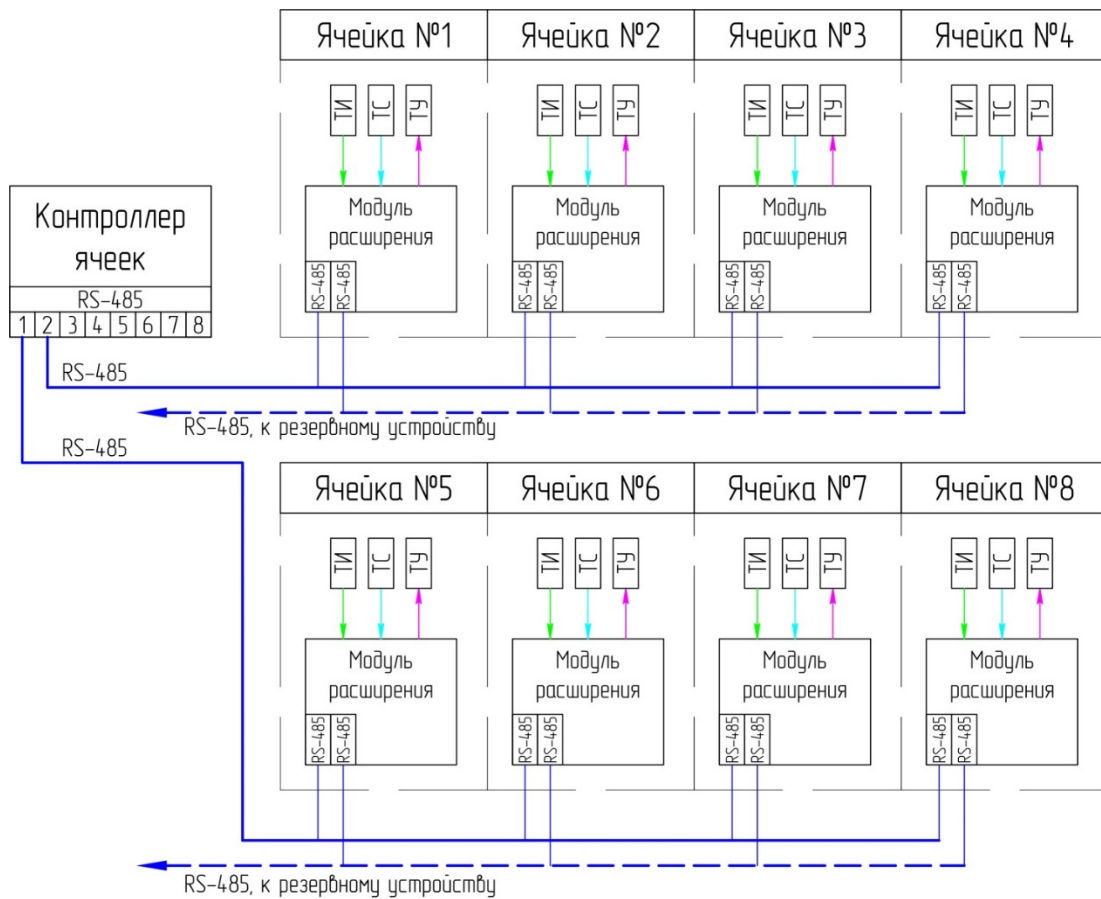 Ячейка №1 Ячейка №2 Ячейка №3 Ячейка №4
ТИ ТС ТУ ТИ ТС ТУ ТИ ТС ТУ ТИ ТС ТУ
Контроллер
ячеек
RS-485
1 2 3 4 5 6 7 8
Модуль
расширения
RS-485 RS-485
Модуль
расширения
RS-485 RS-485
Модуль
расширения
RS-485 RS-485
Модуль
расширения
RS-485 RS-485
RS-485
RS-485, к резервному устройству
RS-485
Ячейка №5 Ячейка №6 Ячейка №7 Ячейка №8
ТИ ТС ТУ ТИ ТС ТУ ТИ ТС ТУ ТИ ТС ТУ
Модуль
расширения
RS-485 RS-485
Модуль
расширения
RS-485 RS-485
Модуль
расширения
RS-485 RS-485
Модуль
расширения
RS-485 RS-485
RS-485, к резервному устройству